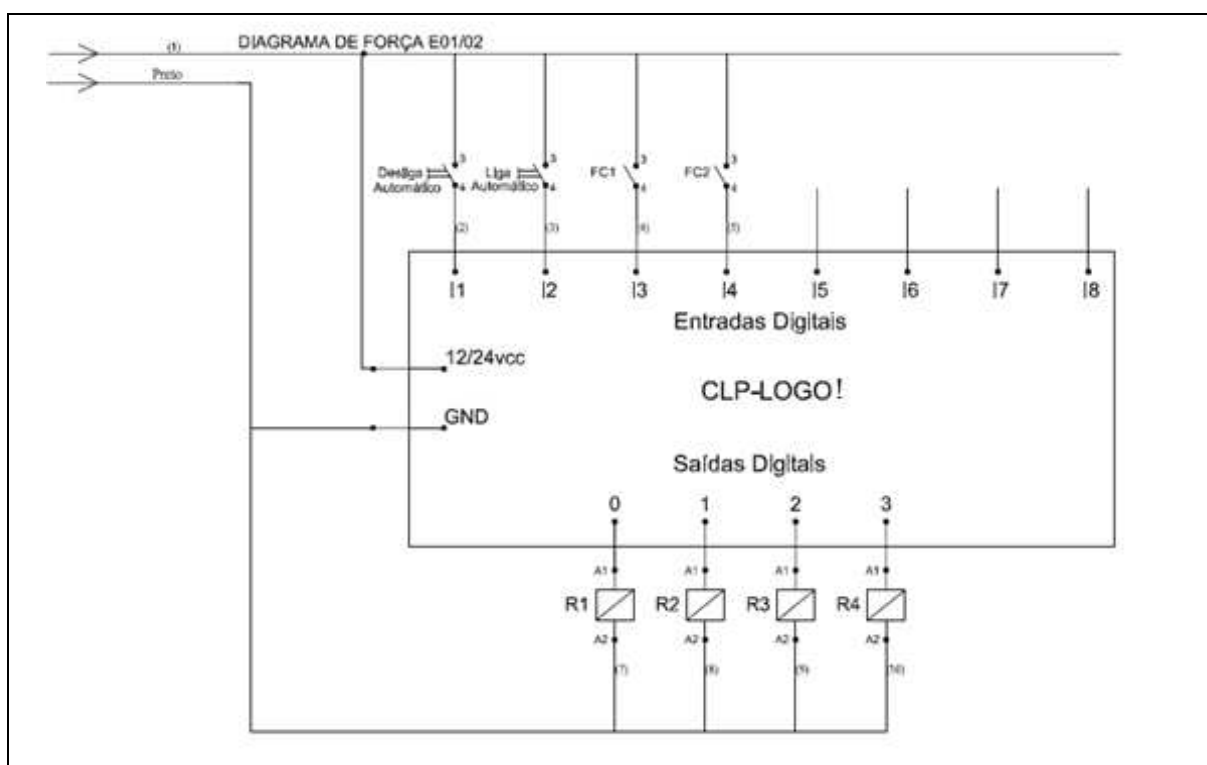 DIAGRAMA DE FORÇA E01/02
Preto
3 3 3 3
Desliga Automático 4
Liga Automático 4
FC1 4
FC2 4
(2) (3) (5)
I1 I2 I3 I4 I5 I6 I7 I8
Entradas Digitais
12/24vcc
CLP-LOGO!
GND
Saídas Digitais
0 1 2 3
A1 A1 A1 A1
R1 R2 R3 R4
A2 A2 A2 A2
(7) (8) (9) (10)